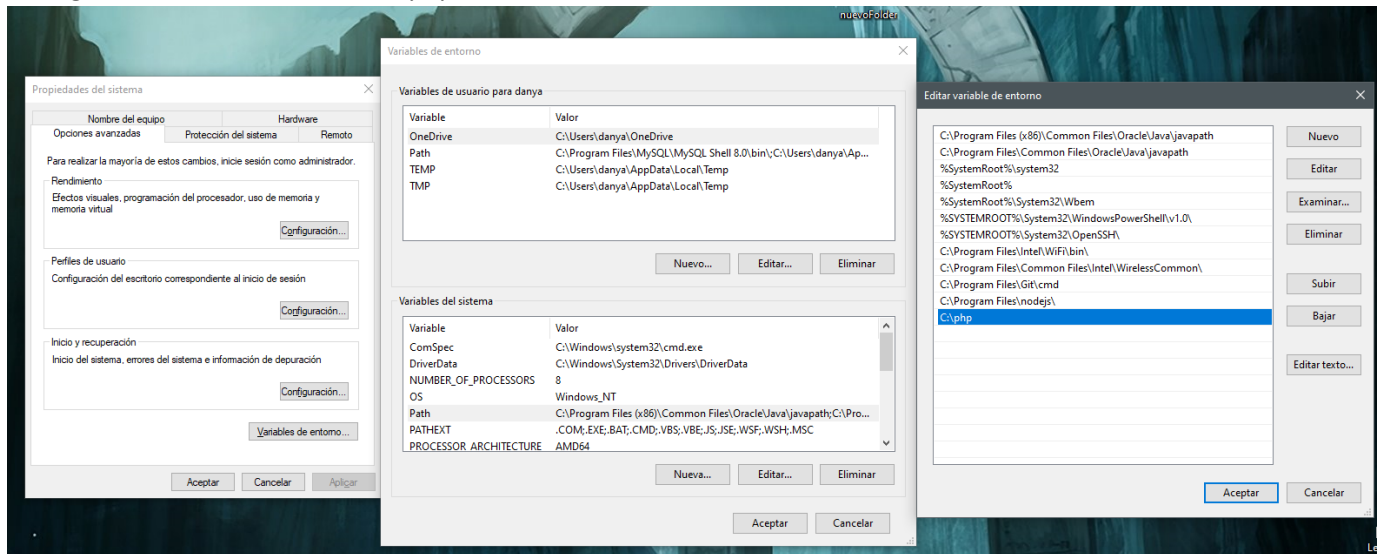 nuevoFolder
Propiedades del sistema
Nombre del equipo
Hardware
Opciones avanzadas
Protección del sistema
Remoto
Para realizar la mayoría de estos cambios, inicie sesión como administrador.
Rendimiento
Efectos visuales, programación del procesador, uso de memoria y
memoria virtual
Configuración...
Perfiles de usuario
Configuración del escritorio correspondiente al inicio de sesión
Configuración...
Inicio y recuperación
Inicio del sistema, errores del sistema e información de depuración
Configuración...
Variables de entorno...
Aceptar
Cancelar
Aplicar
Variables de entorno
Variables de usuario para danya
Variable Valor
OneDrive C:\Users\danya\OneDrive
Path C:\Program Files\MySQL\MySQL Shell 8.0\bin\;C:\Users\danya\Ap...
TEMP C:\Users\danya\AppData\Local\Temp
TMP C:\Users\danya\AppData\Local\Temp
Nuevo...
Editar...
Eliminar
Variables del sistema
Variable Valor
ComSpec C:\Windows\system32\cmd.exe
DriverData C:\Windows\System32\Drivers\DriverData
NUMBER_OF_PROCESSORS 8
OS Windows_NT
Path C:\Program Files (x86)\Common Files\Oracle\Java\javapath;C:\Pro...
PATHEXT .COM;.EXE;.BAT;.CMD;.VBS;.VBE;.JS;.JSE;.WSF;.WSH;.MSC
PROCESSOR_ARCHITECTURE AMD64
Nueva...
Editar...
Eliminar
Aceptar
Cancelar
Editar variable de entorno
C:\Program Files (x86)\Common Files\Oracle\Java\javapath
C:\Program Files\Common Files\Oracle\Java\javapath
%SystemRoot%\system32
%SystemRoot%
%SystemRoot%\System32\Wbem
%SYSTEMROOT%\System32\WindowsPowerShell\v1.0\
%SYSTEMROOT%\System32\OpenSSH\
C:\Program Files\Intel\WiFi\bin\
C:\Program Files\Common Files\Intel\WirelessCommon\
C:\Program Files\Git\cmd
C:\Program Files\nodejs\
C:\php
Nuevo
Editar
Examinar...
Eliminar
Subir
Bajar
Editar texto...
Aceptar
Cancelar
Le